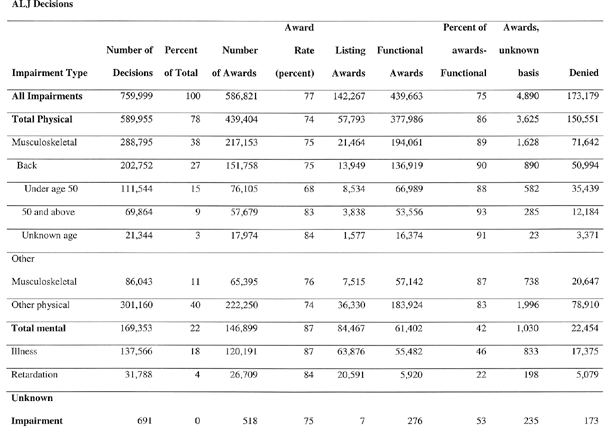 ALJ Decisions
Award Percent of Awards,
Number of Percent Number Rate Listing Functional awards- unknown
Impairment Type Decisions of Total of Awards (percent) Awards Awards Functional basis Denied
All Impairments 759,999 100 586,821 77 142,267 439,663 75 4,890 173,179
Total Physical 589,955 78 439,404 74 57,793 377,986 86 3,625 150,551
Musculoskeletal 288,795 38 217,153 75 21,464 194,061 89 1,628 71,642
Back 202,752 27 151,758 75 13,949 136,919 90 890 50,994
Under age 50 111,544 15 76,105 68 8,534 66,989 88 582 35,439
50 and above 69,864 9 57,679 83 3,838 53,556 93 285 12,184
Unknown age 21,344 3 17,974 84 1,577 16,374 91 23 3,371
Other
Musculoskeletal 86,043 11 65,395 76 7,515 57,142 87 738 20,647
Other physical 301,160 40 222,250 74 36,330 183,924 83 1,996 78,910
Total mental 169,353 22 146,899 87 84,467 61,402 42 1,030 22,454
Illness 137,566 18 120,191 87 63,876 55,482 46 833 17,375
Retardation 31,788 4 26,709 84 20,591 5,920 22 198 5,079
Unknown
Impairment 691 0 518 75 7 276 53 235 173